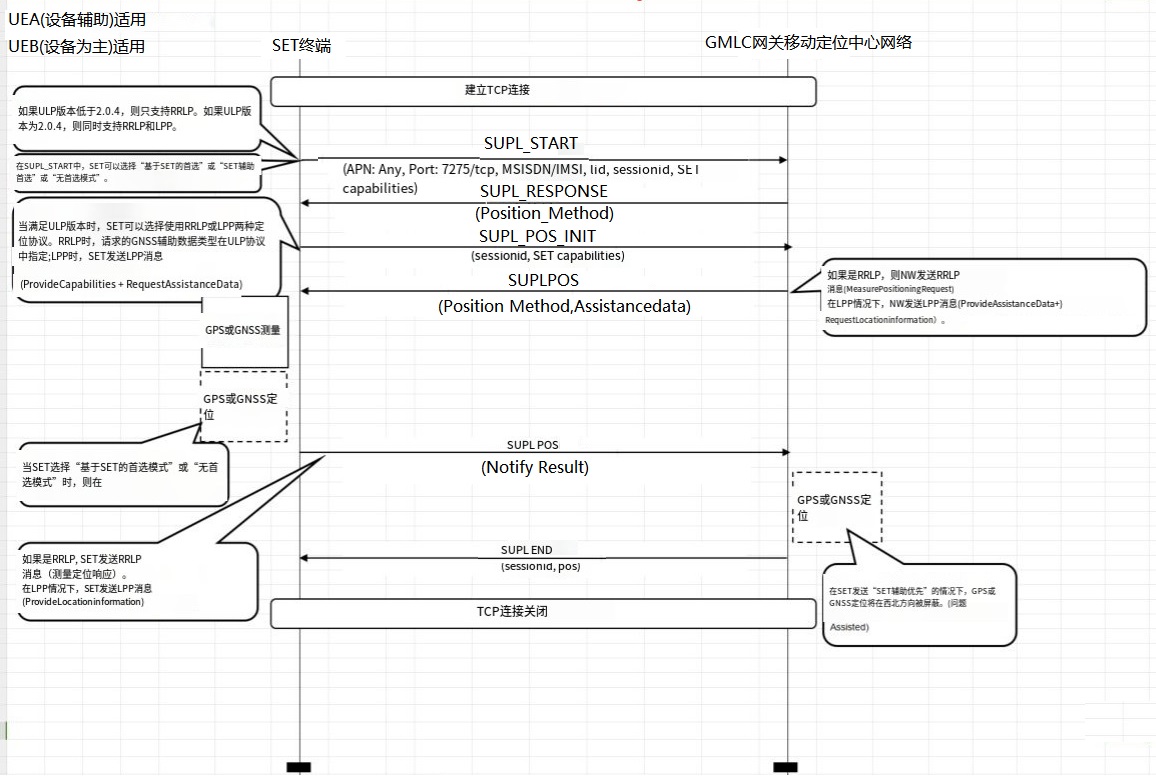 UEA(设备辅助)适用
UEB(设备为主)适用
SET终端
GMLC网关移动定位中心网络
建立TCP连接
如果ULP版本低于2.0.4，则只支持RRLP。如果ULP版
本为2.0.4，则同时支持RRLP和LPP。
SUPL_START
在SUPL_START中，SET可以选择“基于SET的首选”或“SET辅助
首选”或“无首选模式”。
(APN: Any, Port: 7275/tcp, MSISDN/IMSI, lid, sessionid, SET
capabilities)
SUPL_RESPONSE
(Position_Method)
当满足ULP版本时，SET可以选择使用RRLP或LPP两种定
位协议。RRLP时，请求的GNSS辅助数据类型在ULP协议
中指定;LPP时，SET发送LPP消息
(ProvideCapabilities + RequestAssistanceData)
SUPL_POS_INIT
(sessionid, SET capabilities)
SUPLPOS
(Position Method,Assistancedata)
如果是RRLP，则NW发送RRLP
消息(MeasurePositioningRequest)
在LPP情况下，NW发送LPP消息(ProvideAssistanceData+)
RequestLocationinformation）。
GPS或GNSS测量
GPS或GNSS定
位
SUPL POS
(Notify Result)
当SET选择“基于SET的首选模式”或“无首
选模式”时，则在
GPS或GNSS定
位
SUPL END
(sessionid, pos)
如果是RRLP, SET发送RRLP
消息（测量定位响应）。
在LPP情况下，SET发送LPP消息
(ProvideLocationinformation)
在SET发送“SET辅助优先”的情况下，GPS或
GNSS定位将在西北方向被屏蔽。(问题
Assisted)
TCP连接关闭